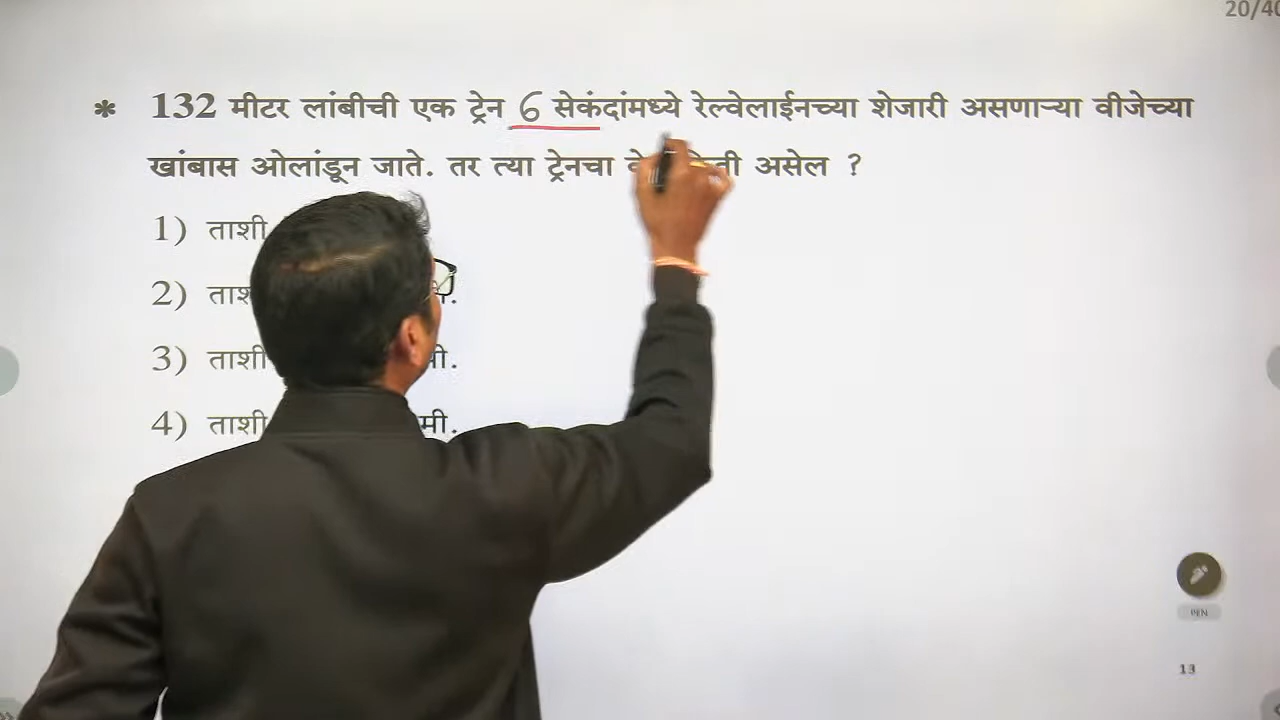 20/40
* 132 मीटर लांबीची एक ट्रेन 6 सेकंदांमध्ये रेल्वेलाईनच्या शेजारी असणाऱ्या वीजेच्या
खांबास ओलांडून जाते. तर त्या ट्रेनचा असेल ?
1) ताशी
2)
3) ताशी
4) ताशी मी.
PEN
13